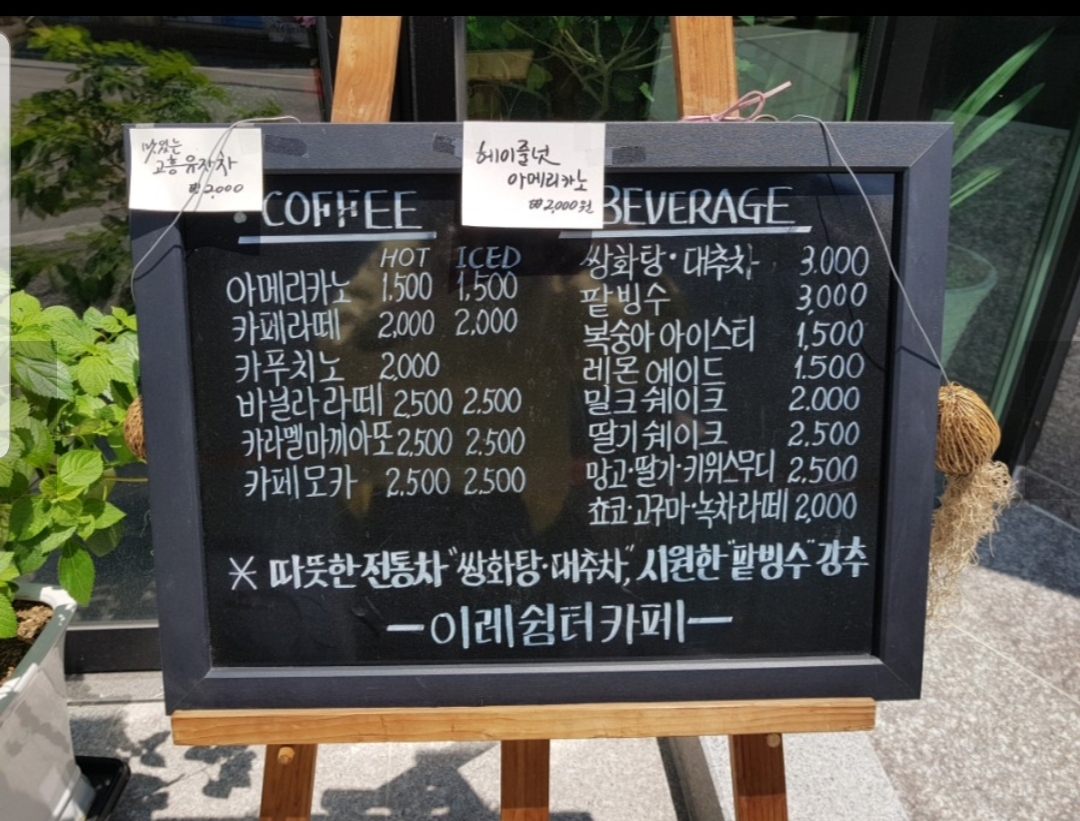 맛있는
고흥유자차
₩2,000
헤이즐넛
아메리카노
₩2,000원
COFFEE
HOT ICED
아메리카노 1,500 1,500
카페라떼 2,000 2,000
카푸치노 2,000
바닐라라떼 2,500 2,500
카라멜마끼아또 2,500 2,500
카페모카 2,500 2,500
BEVERAGE
쌍화탕·대추차 3,000
팥빙수 3,000
복숭아 아이스티 1,500
레몬에이드 1,500
밀크쉐이크 2,000
딸기쉐이크 2,500
망고·딸기·키위스무디 2,500
쵸코·고구마·녹차라떼 2,000
※ 따뜻한 전통차 "쌍화탕·대추차", 시원한 "팥빙수" 강추
—이레쉼터카페—